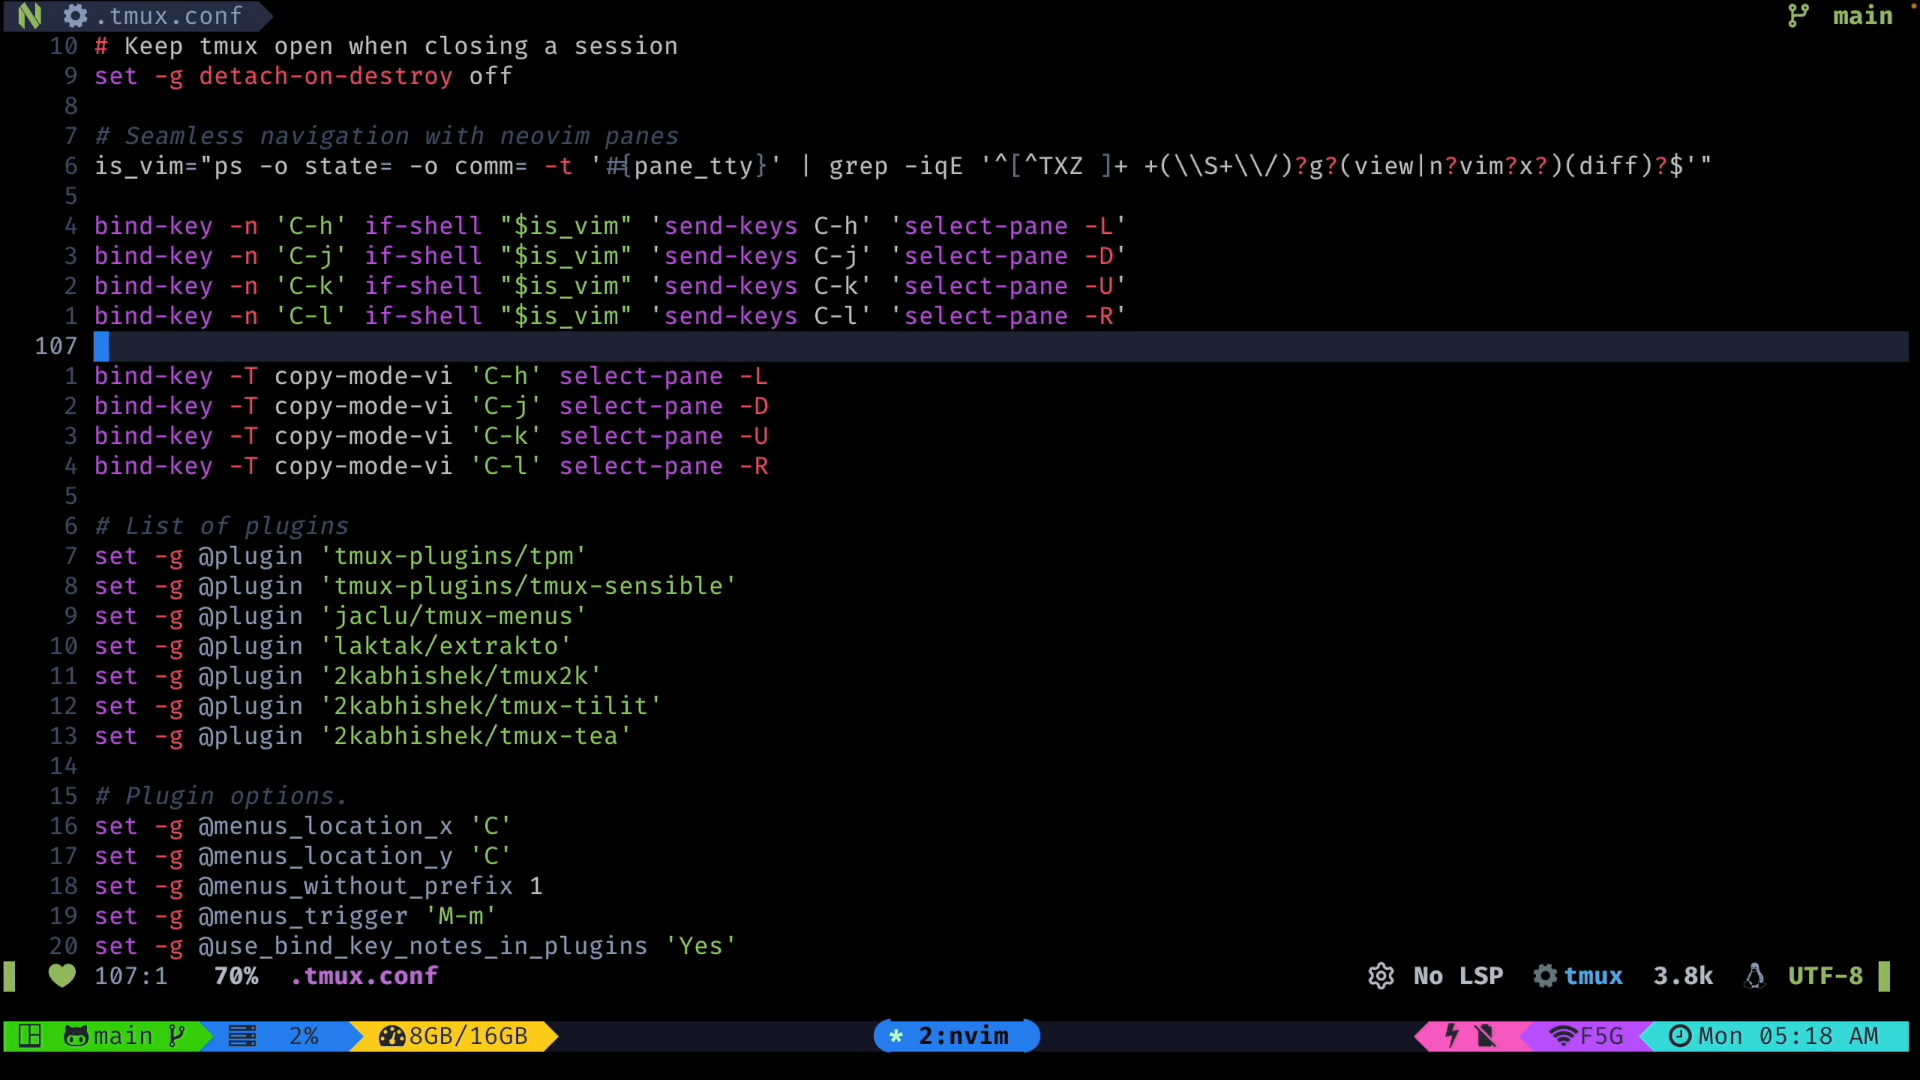 .tmux.conf main
10 # Keep tmux open when closing a session
9 set -g detach-on-destroy off
8
7 # Seamless navigation with neovim panes
6 is_vim="ps -o state= -o comm= -t '#{pane_tty}' | grep -iqE '^[^TXZ ]+ +(\\S+\\/)?g?(view|n?vim?x?)(diff)?$'"
5
4 bind-key -n 'C-h' if-shell "$is_vim" 'send-keys C-h' 'select-pane -L'
3 bind-key -n 'C-j' if-shell "$is_vim" 'send-keys C-j' 'select-pane -D'
2 bind-key -n 'C-k' if-shell "$is_vim" 'send-keys C-k' 'select-pane -U'
1 bind-key -n 'C-l' if-shell "$is_vim" 'send-keys C-l' 'select-pane -R'
107
1 bind-key -T copy-mode-vi 'C-h' select-pane -L
2 bind-key -T copy-mode-vi 'C-j' select-pane -D
3 bind-key -T copy-mode-vi 'C-k' select-pane -U
4 bind-key -T copy-mode-vi 'C-l' select-pane -R
5
6 # List of plugins
7 set -g @plugin 'tmux-plugins/tpm'
8 set -g @plugin 'tmux-plugins/tmux-sensible'
9 set -g @plugin 'jaclu/tmux-menus'
10 set -g @plugin 'laktak/extrakto'
11 set -g @plugin '2kabhishek/tmux2k'
12 set -g @plugin '2kabhishek/tmux-tilit'
13 set -g @plugin '2kabhishek/tmux-tea'
14
15 # Plugin options.
16 set -g @menus_location_x 'C'
17 set -g @menus_location_y 'C'
18 set -g @menus_without_prefix 1
19 set -g @menus_trigger 'M-m'
20 set -g @use_bind_key_notes_in_plugins 'Yes'
107:1 70% .tmux.conf No LSP tmux 3.8k UTF-8
main 2% 8GB/16GB * 2:nvim F5G Mon 05:18 AM